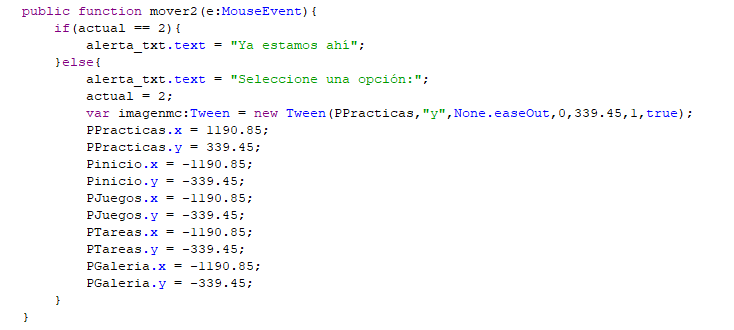 public function mover2(e:MouseEvent){
    if(actual == 2){
        alerta_txt.text = "Ya estamos ahí";
    }else{
        alerta_txt.text = "Seleccione una opción:";
        actual = 2;
        var imagenmc:Tween = new Tween(PPracticas,"y",None.easeOut,0,339.45,1,true);
        PPracticas.x = 1190.85;
        PPracticas.y = 339.45;
        Pinicio.x = -1190.85;
        Pinicio.y = -339.45;
        PJuegos.x = -1190.85;
        PJuegos.y = -339.45;
        PTareas.x = -1190.85;
        PTareas.y = -339.45;
        PGaleria.x = -1190.85;
        PGaleria.y = -339.45;
    }
}